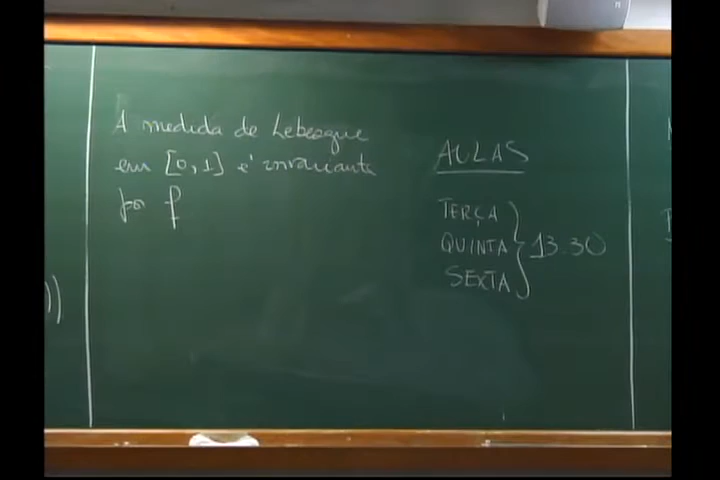 A medida de Lebesgue
em [0,1] é invariante
por f
AULAS
TERÇA
QUINTA
SEXTA
13.30
))